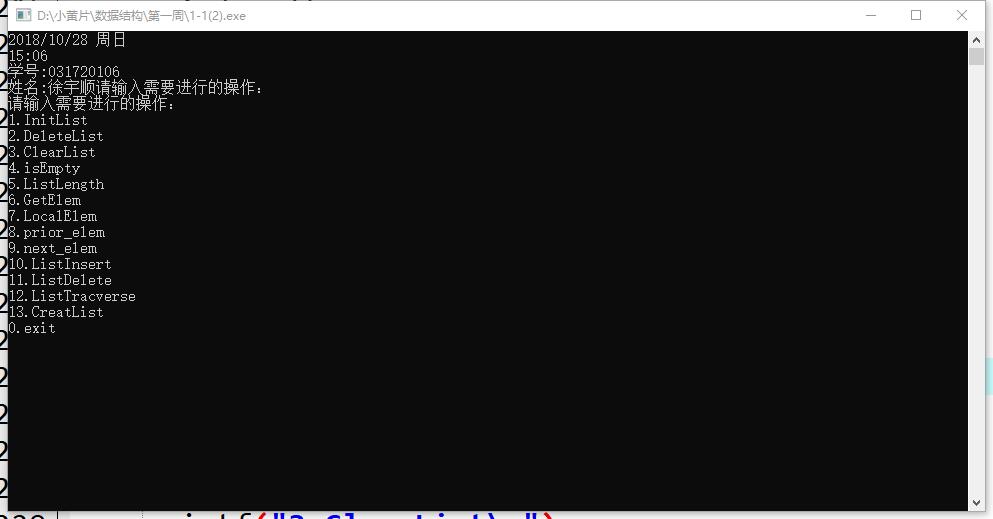 D:\小黄片\数据结构\第一周\1-1(2).exe
2018/10/28 周日
15:06
学号:031720106
姓名:徐宇顺请输入需要进行的操作:
请输入需要进行的操作:
1.InitList
2.DeleteList
3.ClearList
4.isEmpty
5.ListLength
6.GetElem
7.LocalElem
8.prior_elem
9.next_elem
10.ListInsert
11.ListDelete
12.ListTracverse
13.CreatList
0.exit